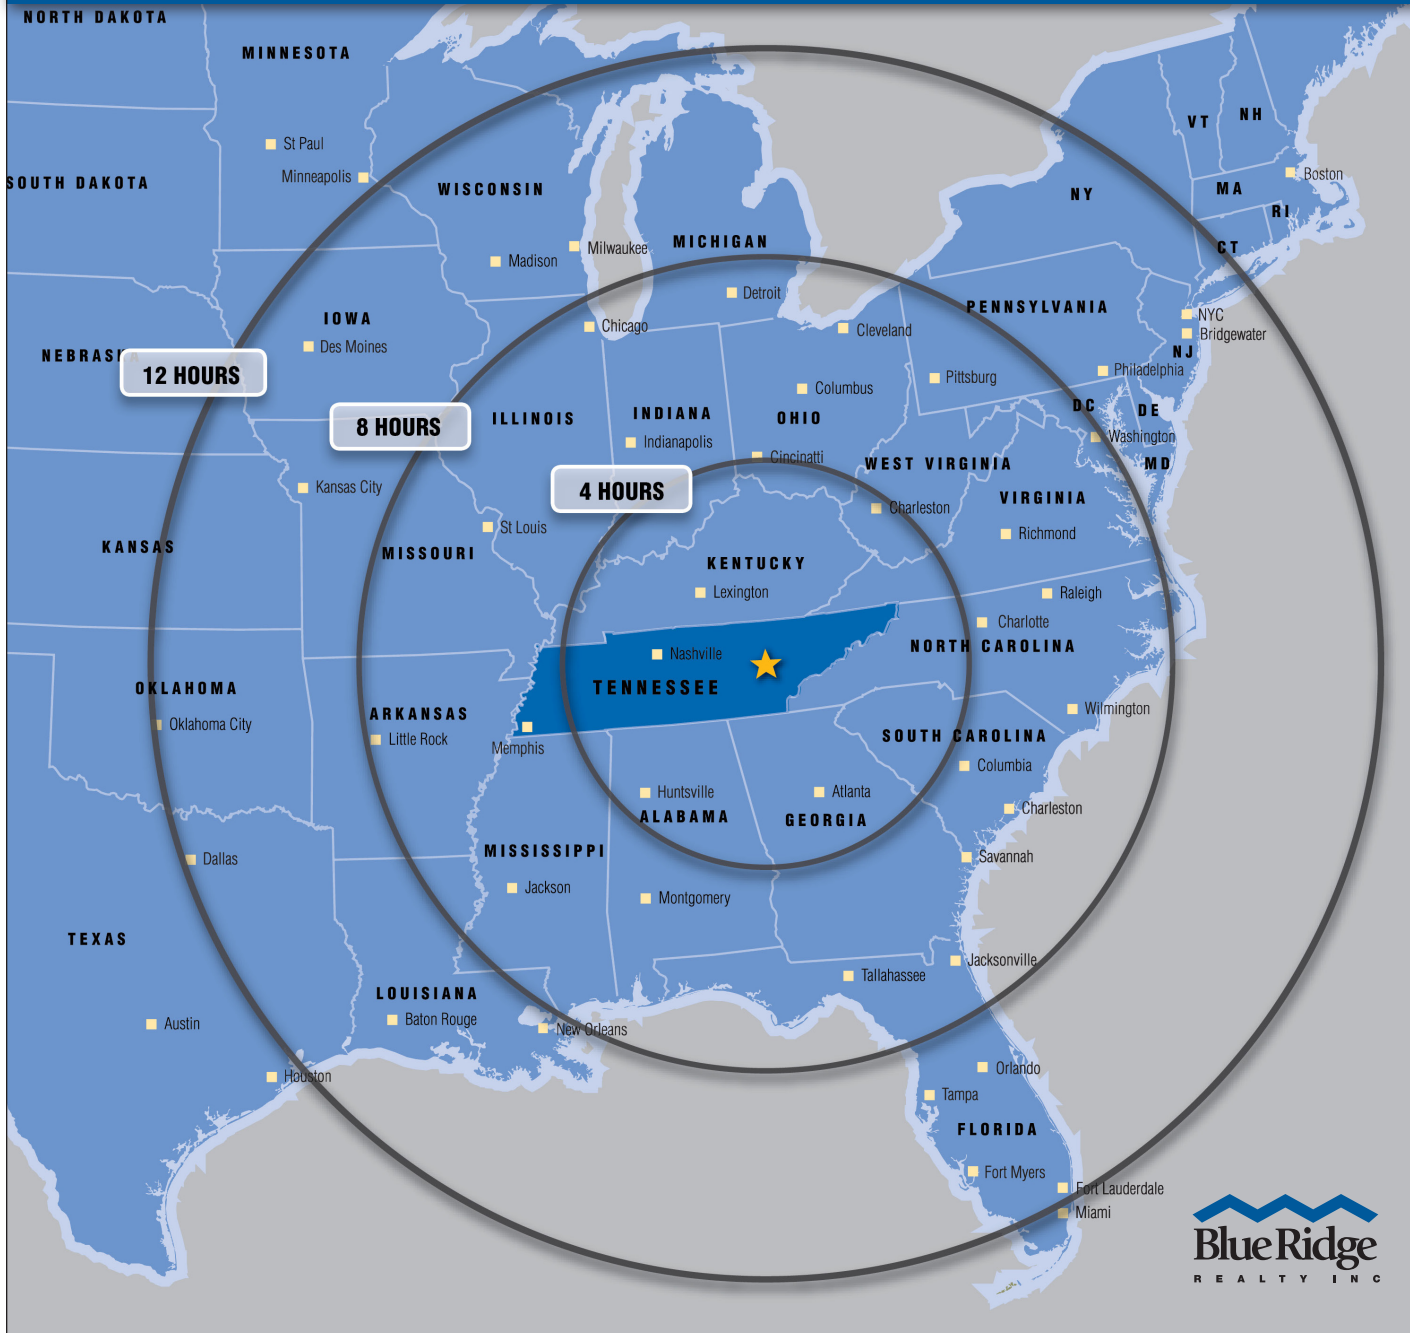 NORTH DAKOTA
MINNESOTA
VT
NH
St Paul
Minneapolis
Boston
SOUTH DAKOTA
WISCONSIN
NY
MA
RI
CT
MICHIGAN
Milwaukee
Madison
Detroit
PENNSYLVANIA
NYC
IOWA
Chicago
Cleveland
Bridgewater
Des Moines
NEBRASKA
NJ
12 HOURS
Philadelphia
Pittsburg
Columbus
DC
DE
8 HOURS
ILLINOIS
INDIANA
OHIO
Indianapolis
Washington
Cincinatti
WEST VIRGINIA
MD
4 HOURS
Kansas City
VIRGINIA
Charleston
St Louis
Richmond
KANSAS
MISSOURI
KENTUCKY
Lexington
Raleigh
Charlotte
NORTH CAROLINA
Nashville
OKLAHOMA
TENNESSEE
Wilmington
ARKANSAS
Oklahoma City
Little Rock
Memphis
SOUTH CAROLINA
Columbia
Huntsville
Atlanta
ALABAMA
GEORGIA
Charleston
MISSISSIPPI
Dallas
Savannah
Jackson
Montgomery
TEXAS
Jacksonville
Tallahassee
LOUISIANA
Austin
Baton Rouge
New Orleans
Houston
Orlando
Tampa
FLORIDA
Fort Myers
Fort Lauderdale
Miami
Blue Ridge
REALTY INC